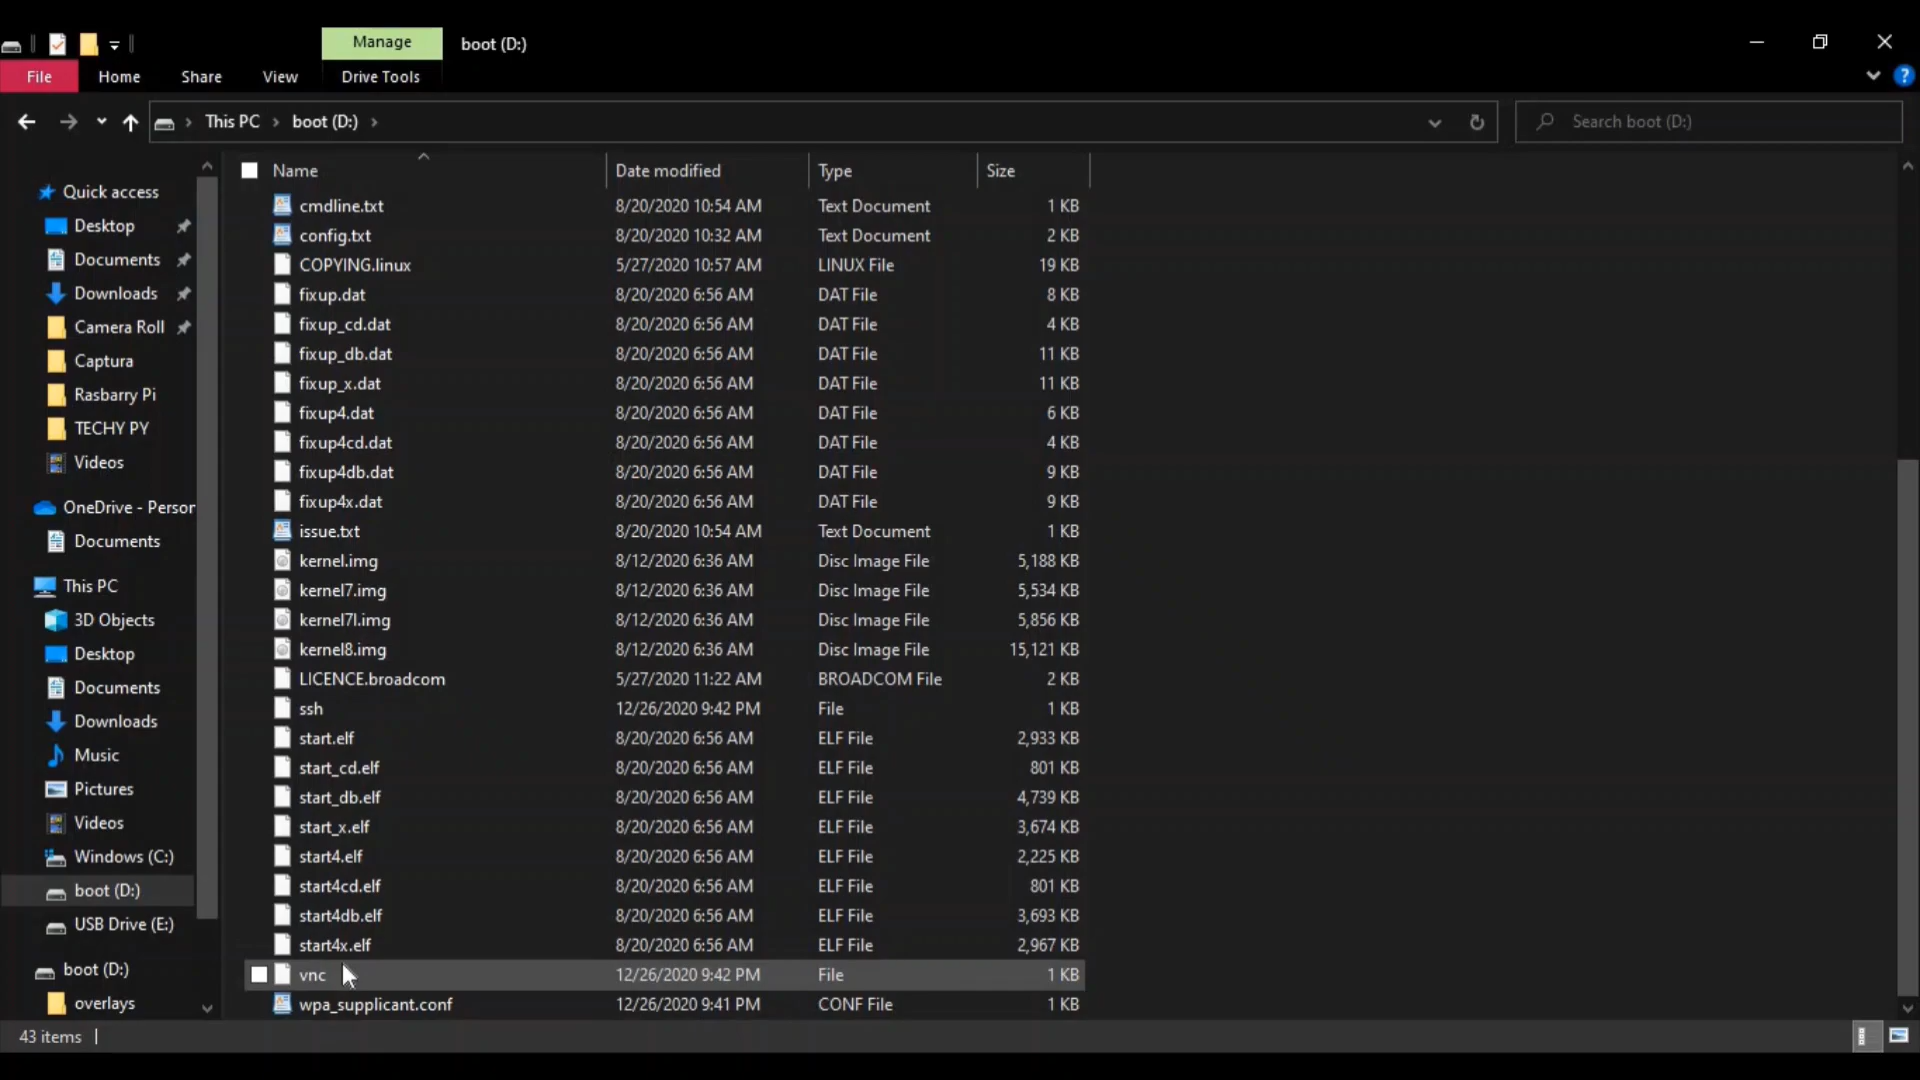 Manage
boot (D:)
File
Home
Share
View
Drive Tools
This PC
boot (D:)
Search boot (D:)
Quick access
Desktop
Documents
Downloads
Camera Roll
Captura
Rasbarry Pi
TECHY PY
Videos
OneDrive - Person
Documents
This PC
3D Objects
Desktop
Documents
Downloads
Music
Pictures
Videos
Windows (C:)
boot (D:)
USB Drive (E:)
boot (D:)
overlays
Name Date modified Type Size
cmdline.txt 8/20/2020 10:54 AM Text Document 1 KB
config.txt 8/20/2020 10:32 AM Text Document 2 KB
COPYING.linux 5/27/2020 10:57 AM LINUX File 19 KB
fixup.dat 8/20/2020 6:56 AM DAT File 8 KB
fixup_cd.dat 8/20/2020 6:56 AM DAT File 4 KB
fixup_db.dat 8/20/2020 6:56 AM DAT File 11 KB
fixup_x.dat 8/20/2020 6:56 AM DAT File 11 KB
fixup4.dat 8/20/2020 6:56 AM DAT File 6 KB
fixup4cd.dat 8/20/2020 6:56 AM DAT File 4 KB
fixup4db.dat 8/20/2020 6:56 AM DAT File 9 KB
fixup4x.dat 8/20/2020 6:56 AM DAT File 9 KB
issue.txt 8/20/2020 10:54 AM Text Document 1 KB
kernel.img 8/12/2020 6:36 AM Disc Image File 5,188 KB
kernel7.img 8/12/2020 6:36 AM Disc Image File 5,534 KB
kernel7l.img 8/12/2020 6:36 AM Disc Image File 5,856 KB
kernel8.img 8/12/2020 6:36 AM Disc Image File 15,121 KB
LICENCE.broadcom 5/27/2020 11:22 AM BROADCOM File 2 KB
ssh 12/26/2020 9:42 PM File 1 KB
start.elf 8/20/2020 6:56 AM ELF File 2,933 KB
start_cd.elf 8/20/2020 6:56 AM ELF File 801 KB
start_db.elf 8/20/2020 6:56 AM ELF File 4,739 KB
start_x.elf 8/20/2020 6:56 AM ELF File 3,674 KB
start4.elf 8/20/2020 6:56 AM ELF File 2,225 KB
start4cd.elf 8/20/2020 6:56 AM ELF File 801 KB
start4db.elf 8/20/2020 6:56 AM ELF File 3,693 KB
start4x.elf 8/20/2020 6:56 AM ELF File 2,967 KB
vnc 12/26/2020 9:42 PM File 1 KB
wpa_supplicant.conf 12/26/2020 9:41 PM CONF File 1 KB
43 items